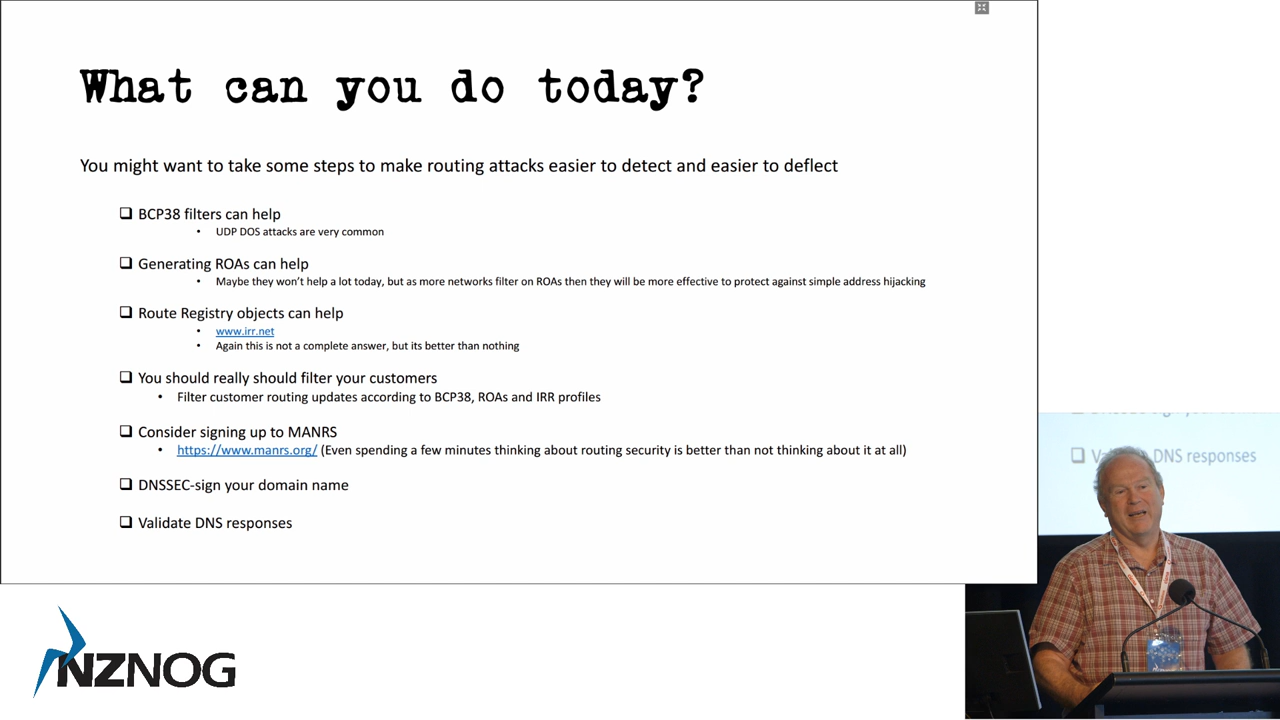 What can you do today?
You might want to take some steps to make routing attacks easier to detect and easier to deflect
❑ BCP38 filters can help
• UDP DOS attacks are very common
❑ Generating ROAs can help
• Maybe they won't help a lot today, but as more networks filter on ROAs then they will be more effective to protect against simple address hijacking
❑ Route Registry objects can help
• www.irr.net
• Again this is not a complete answer, but its better than nothing
❑ You should really should filter your customers
• Filter customer routing updates according to BCP38, ROAs and IRR profiles
❑ Consider signing up to MANRS
• https://www.manrs.org/ (Even spending a few minutes thinking about routing security is better than not thinking about it at all)
❑ DNSSEC-sign your domain name
❑ Validate DNS responses
DNS responses
NZNOG